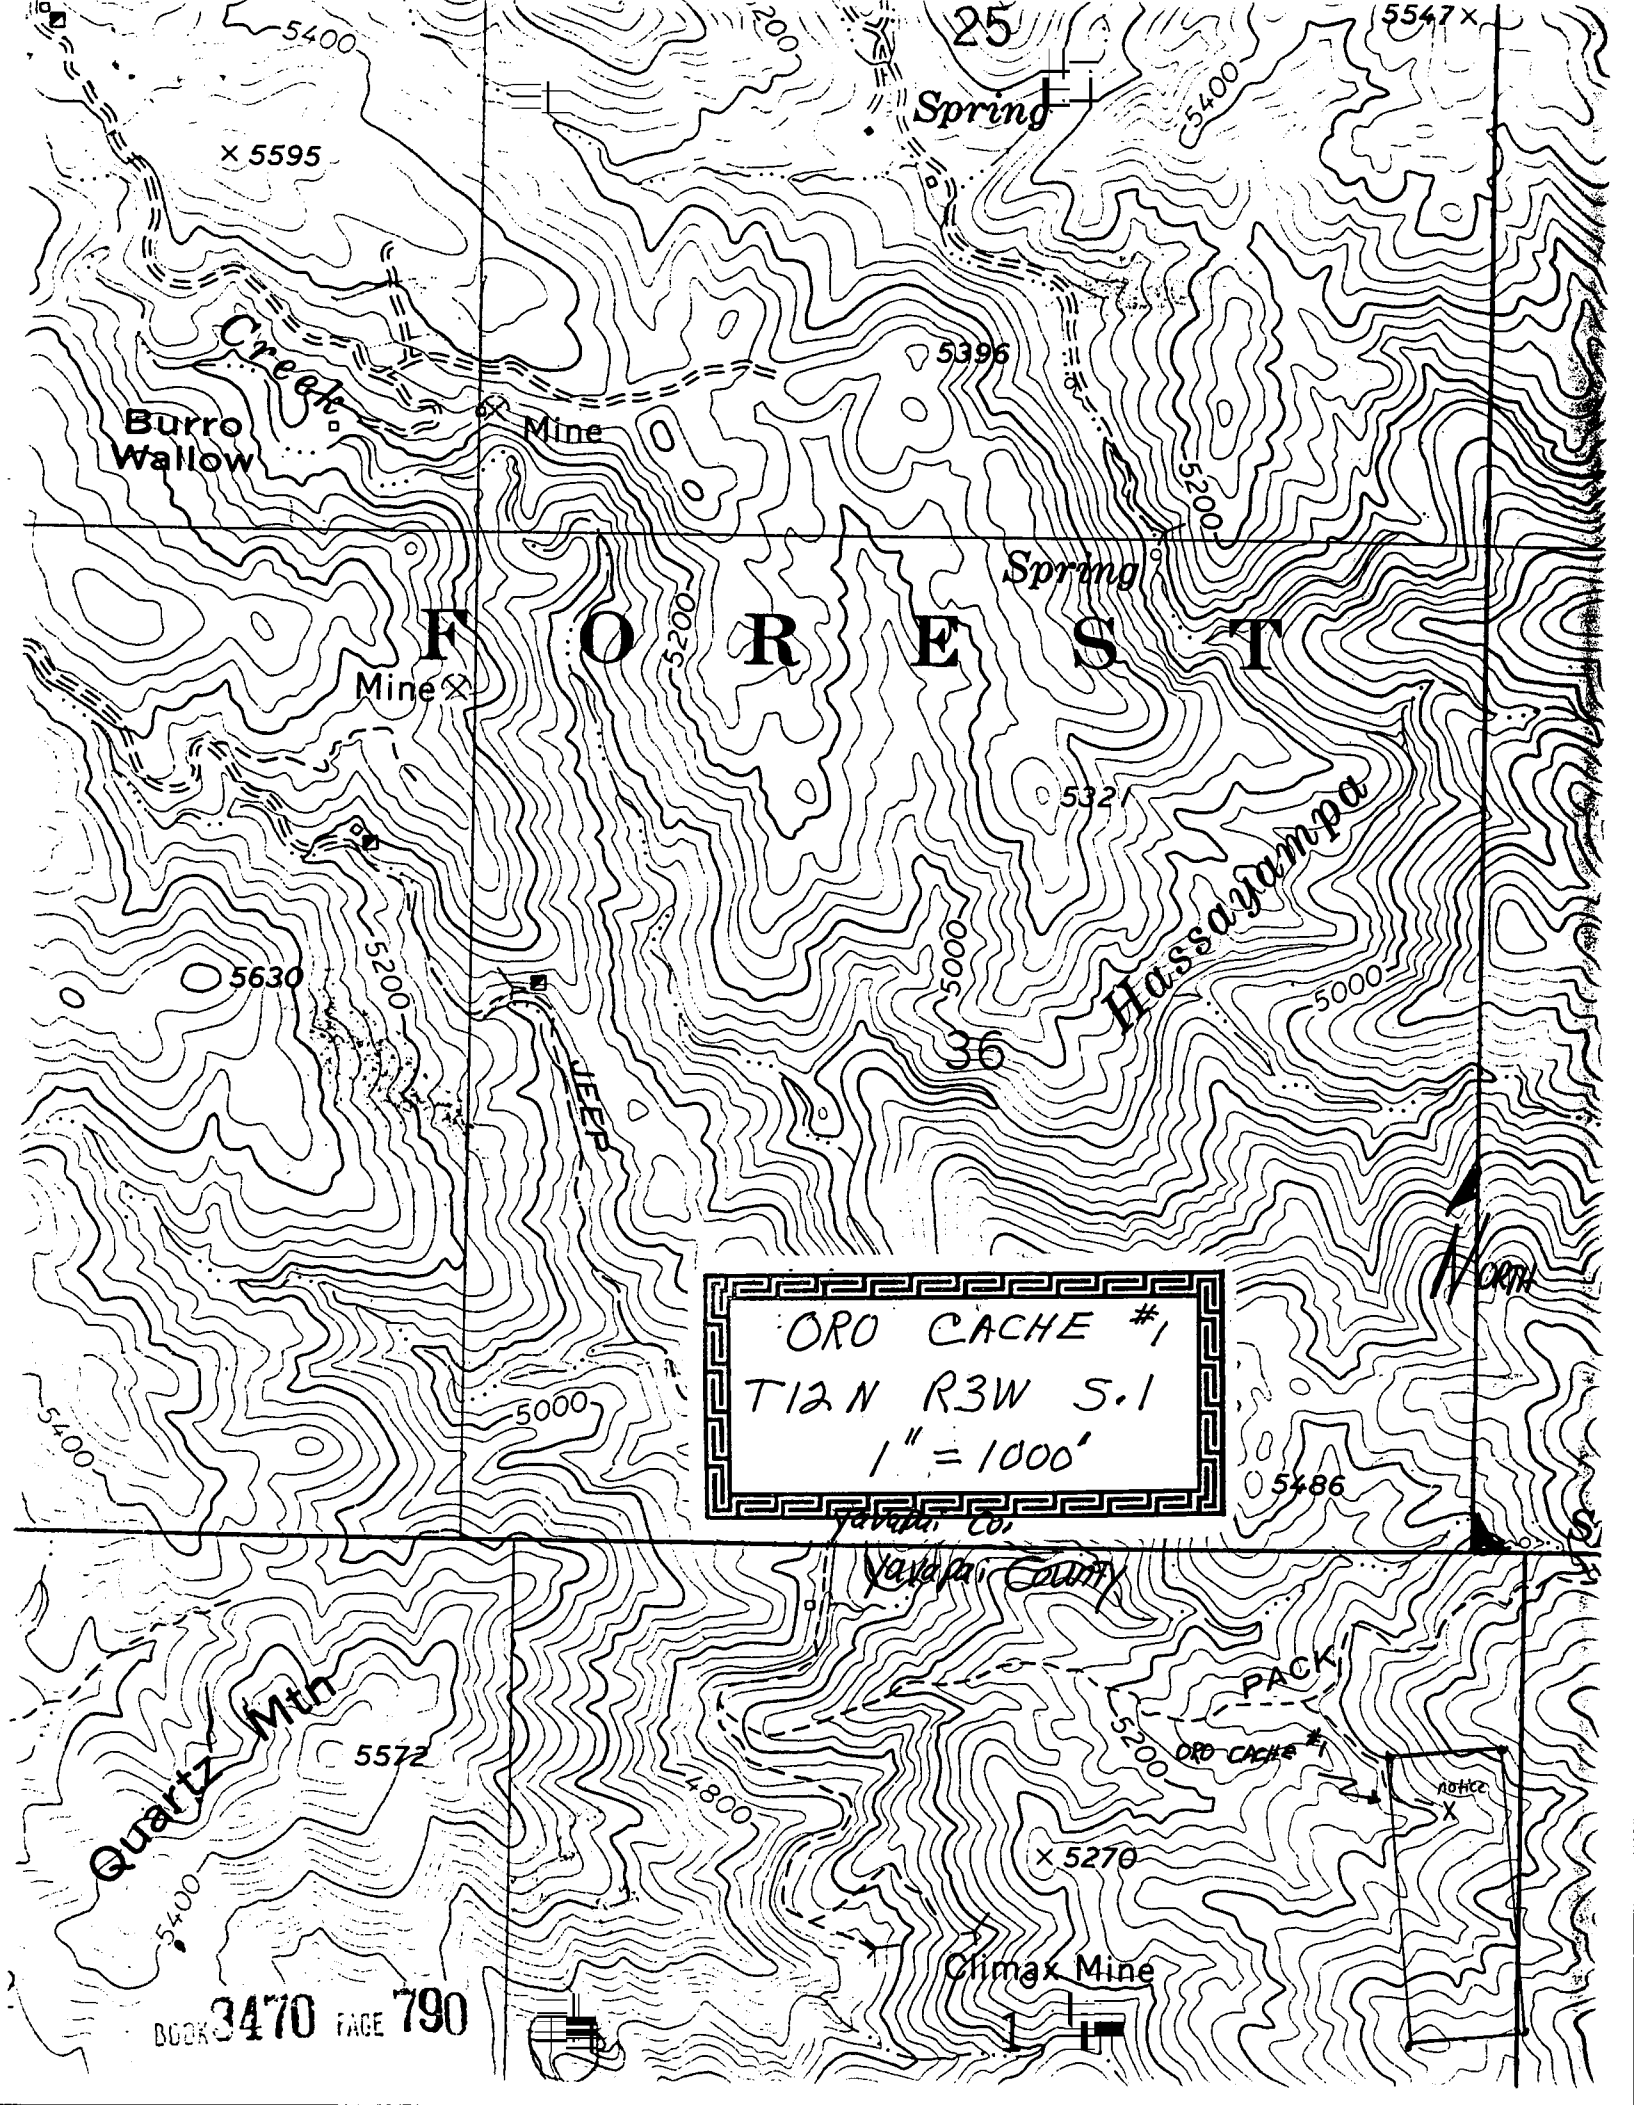 5400
200
25
5547
Spring
5400
5595
Creek
5396
Burro
Wallow
Mine
5200
Spring
5200
F O R E S T
Mine
5321
Hassayampa
5630
5200
5000
5000
36
JEEP
NORTH
ORO CACHE #1
T12N R3W S.1
1" = 1000'
5000
5400
5486
Yavapai Co.
S
Yavapai County
PACK
Quartz Mtn
5572
5200
ORO CACHE #1
notice
X
4800
5270
5400
Climax Mine
BOOK 3470 PAGE 790
1